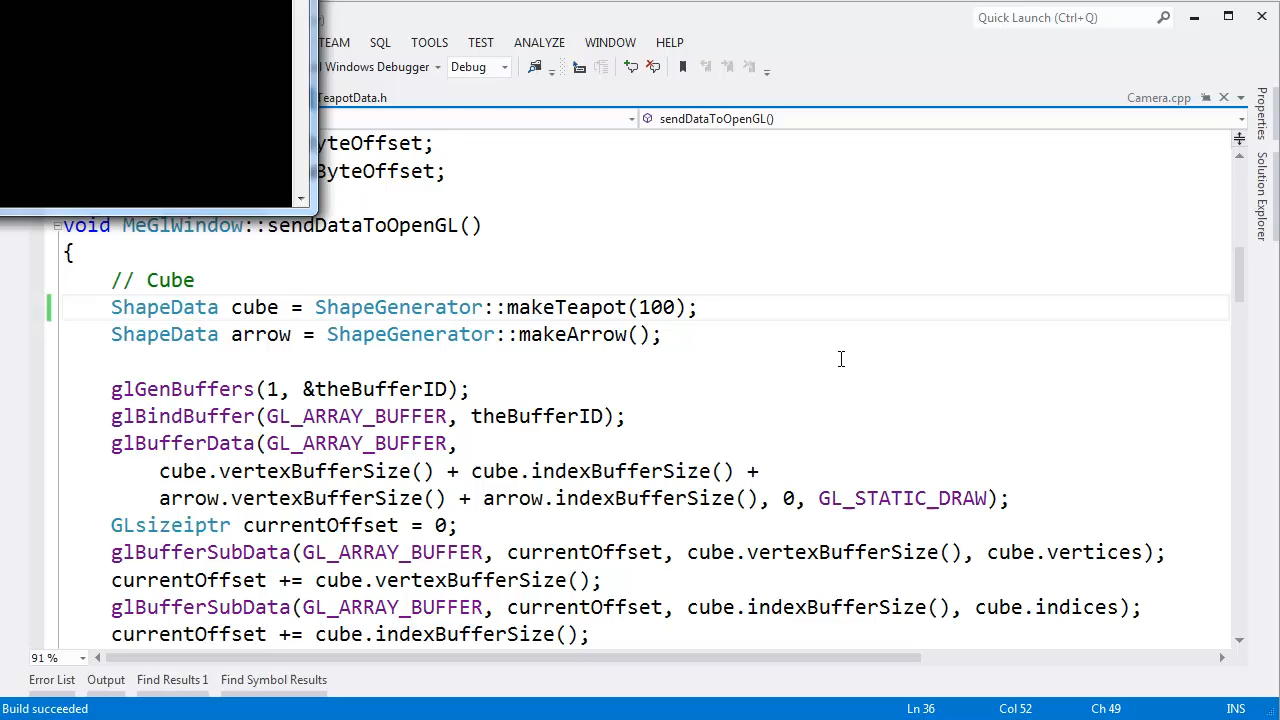 Quick Launch (Ctrl+Q)
TEAM SQL TOOLS TEST ANALYZE WINDOW HELP
Windows Debugger Debug
TeapotData.h Camera.cpp
sendDataToOpenGL()
Properties
Solution Explorer
yteOffset;
ByteOffset;
void MeGlWindow::sendDataToOpenGL()
{
// Cube
ShapeData cube = ShapeGenerator::makeTeapot(100);
ShapeData arrow = ShapeGenerator::makeArrow();
glGenBuffers(1, &theBufferID);
glBindBuffer(GL_ARRAY_BUFFER, theBufferID);
glBufferData(GL_ARRAY_BUFFER,
cube.vertexBufferSize() + cube.indexBufferSize() +
arrow.vertexBufferSize() + arrow.indexBufferSize(), 0, GL_STATIC_DRAW);
GLsizeiptr currentOffset = 0;
glBufferSubData(GL_ARRAY_BUFFER, currentOffset, cube.vertexBufferSize(), cube.vertices);
currentOffset += cube.vertexBufferSize();
glBufferSubData(GL_ARRAY_BUFFER, currentOffset, cube.indexBufferSize(), cube.indices);
currentOffset += cube.indexBufferSize();
91 %
Error List Output Find Results 1 Find Symbol Results
Build succeeded Ln 36 Col 52 Ch 49 INS